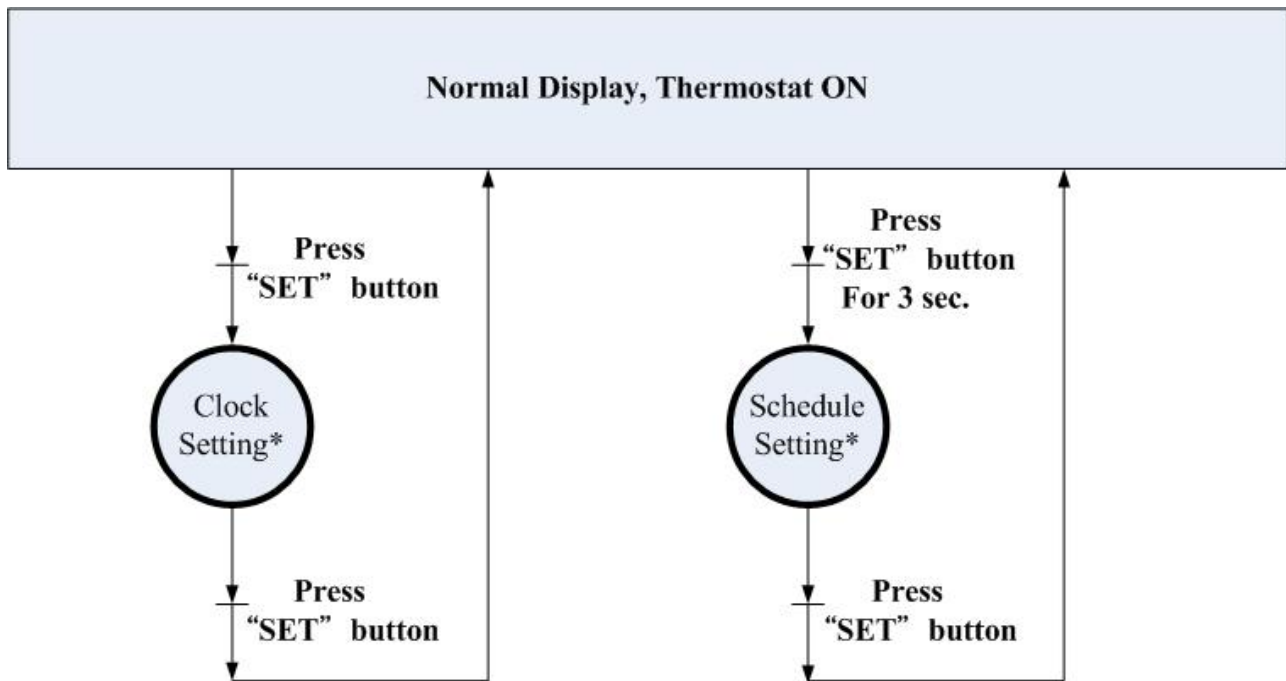 Normal Display, Thermostat ON
Press
“SET” button
Press
“SET” button
For 3 sec.
Clock
Setting*
Schedule
Setting*
Press
“SET” button
Press
“SET” button